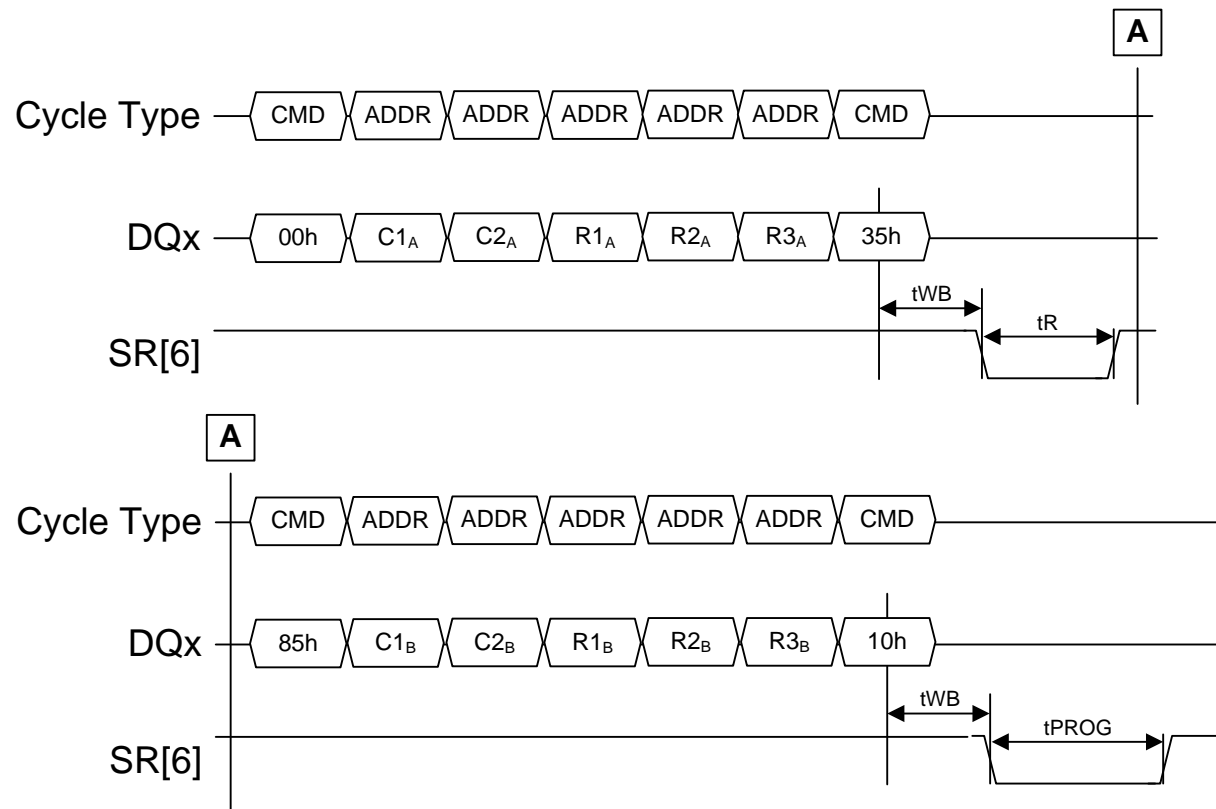 A
Cycle Type CMD ADDR ADDR ADDR ADDR ADDR CMD
DQx 00h C1A C2A R1A R2A R3A 35h
tWB
tR
SR[6]
A
Cycle Type CMD ADDR ADDR ADDR ADDR ADDR CMD
DQx 85h C1B C2B R1B R2B R3B 10h
tWB
tPROG
SR[6]